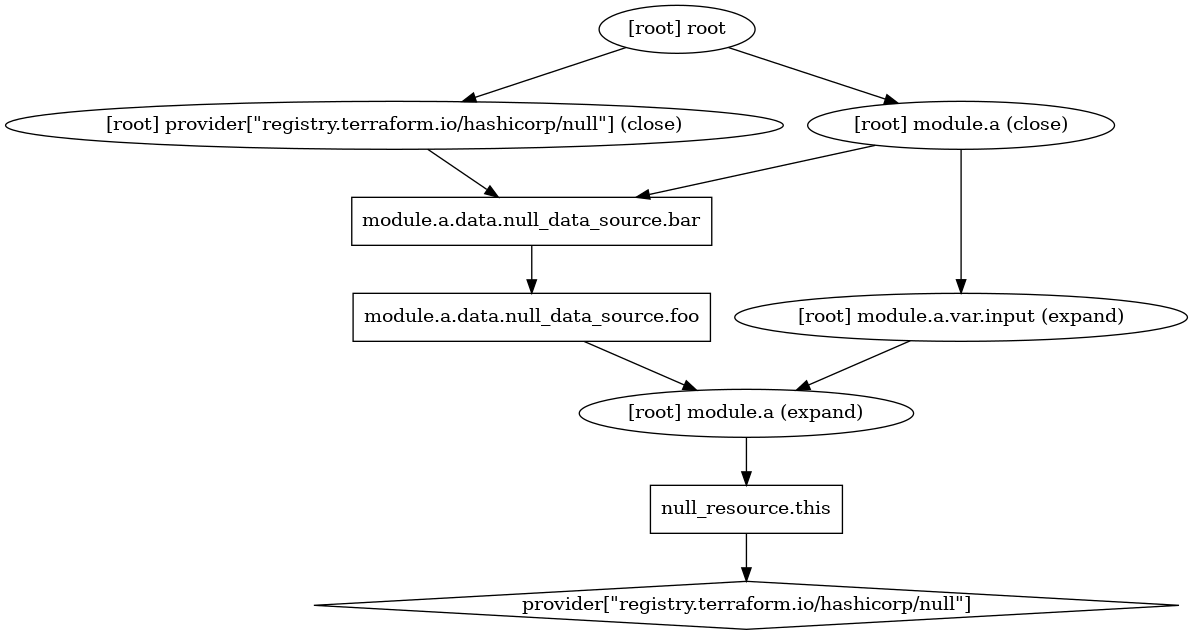 [root] root
[root] provider["registry.terraform.io/hashicorp/null"] (close)
[root] module.a (close)
module.a.data.null_data_source.bar
module.a.data.null_data_source.foo
[root] module.a.var.input (expand)
[root] module.a (expand)
null_resource.this
provider["registry.terraform.io/hashicorp/null"]